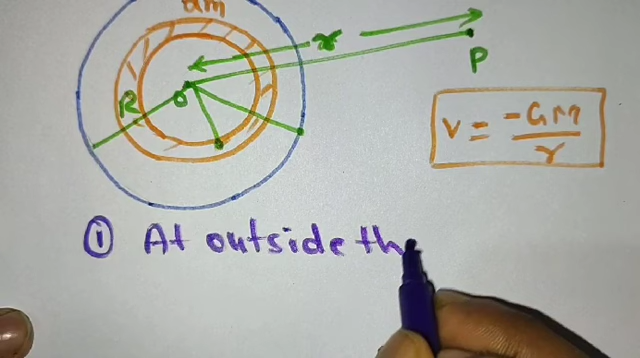 dm
r
P
R
O
V = -GM/r
① At outside th